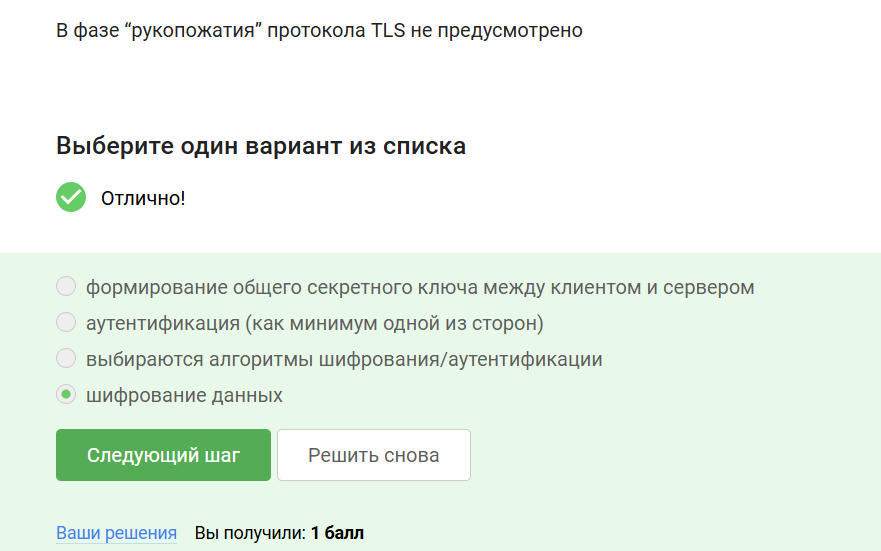 В фазе “рукопожатия” протокола TLS не предусмотрено
Выберите один вариант из списка
Отлично!
формирование общего секретного ключа между клиентом и сервером
аутентификация (как минимум одной из сторон)
выбираются алгоритмы шифрования/аутентификации
шифрование данных
Следующий шаг Решить снова
Ваши решения Вы получили: 1 балл